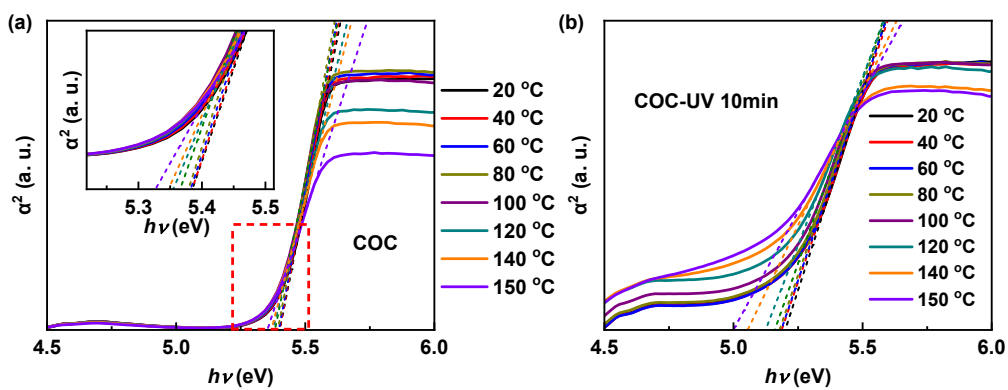 (a)
α² (a. u.)
α² (a. u.)
5.3 5.4 5.5
hν (eV)
COC
4.5 5.0 5.5 6.0
hν (eV)
20 °C
40 °C
60 °C
80 °C
100 °C
120 °C
140 °C
150 °C
(b)
α² (a. u.)
COC-UV 10min
20 °C
40 °C
60 °C
80 °C
100 °C
120 °C
140 °C
150 °C
4.5 5.0 5.5 6.0
hν (eV)